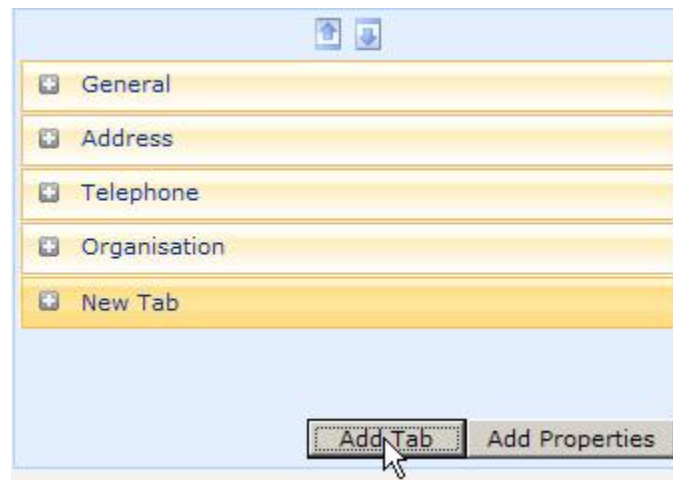 General
Address
Telephone
Organisation
New Tab
Add Tab Add Properties